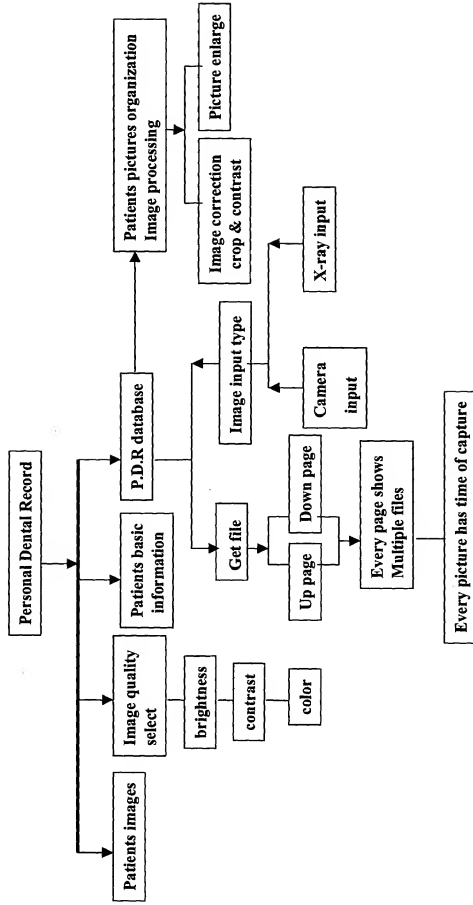 Personal Dental Record
Patients images
Image quality
select
brightness
contrast
color
Patients basic
information
P.D.R database
Get file
Up page
Down page
Every page shows
Multiple files
Every picture has time of capture
Image input type
Camera
input
X-ray input
Patients pictures organization
Image processing
Image correction
crop & contrast
Picture enlarge